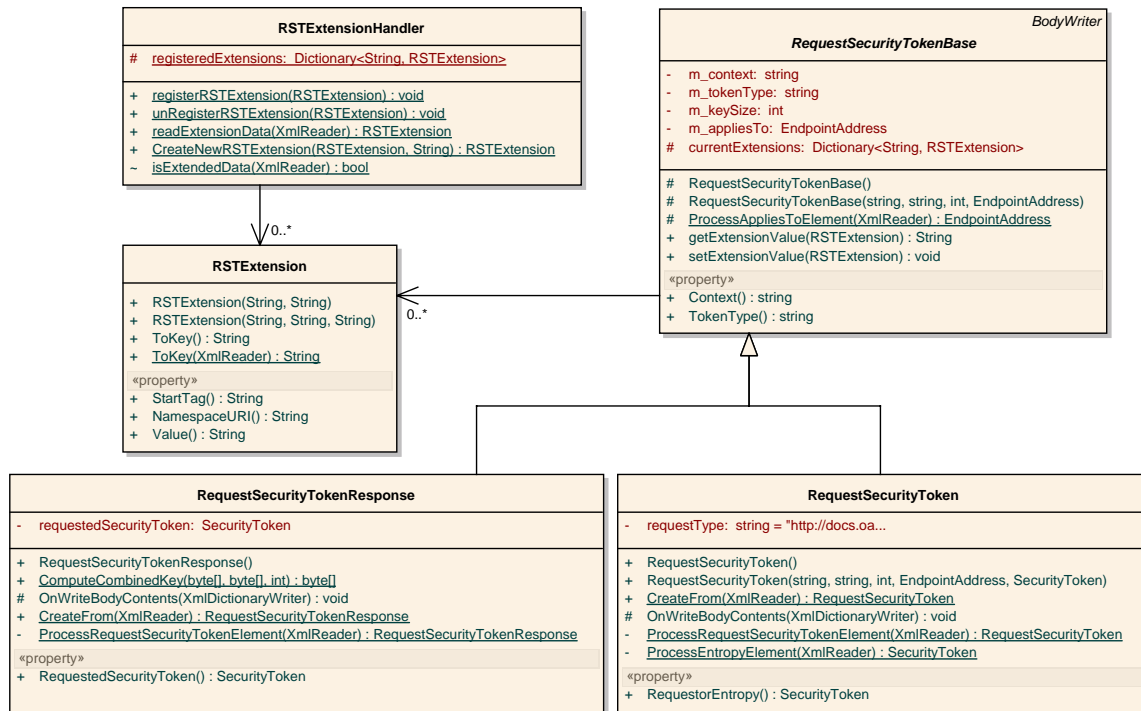 RSTExtensionHandler
# registeredExtensions: Dictionary<String, RSTExtension>
+ registerRSTExtension(RSTExtension) : void
+ unRegisterRSTExtension(RSTExtension) : void
+ readExtensionData(XmlReader) : RSTExtension
+ CreateNewRSTExtension(RSTExtension, String) : RSTExtension
~ isExtendedData(XmlReader) : bool
BodyWriter
RequestSecurityTokenBase
- m_context: string
- m_tokenType: string
- m_keySize: int
- m_appliesTo: EndpointAddress
# currentExtensions: Dictionary<String, RSTExtension>
# RequestSecurityTokenBase()
# RequestSecurityTokenBase(string, string, int, EndpointAddress)
# ProcessAppliesToElement(XmlReader) : EndpointAddress
+ getExtensionValue(RSTExtension) : String
+ setExtensionValue(RSTExtension) : void
«property»
+ Context() : string
+ TokenType() : string
0..*
RSTExtension
+ RSTExtension(String, String)
+ RSTExtension(String, String, String)
+ ToKey() : String
+ ToKey(XmlReader) : String
«property»
+ StartTag() : String
+ NamespaceURI() : String
+ Value() : String
0..*
RequestSecurityTokenResponse
- requestedSecurityToken: SecurityToken
+ RequestSecurityTokenResponse()
+ ComputeCombinedKey(byte[], byte[], int) : byte[]
# OnWriteBodyContents(XmlDictionaryWriter) : void
+ CreateFrom(XmlReader) : RequestSecurityTokenResponse
- ProcessRequestSecurityTokenElement(XmlReader) : RequestSecurityTokenResponse
«property»
+ RequestedSecurityToken() : SecurityToken
RequestSecurityToken
- requestType: string = "http://docs.oa...
+ RequestSecurityToken()
+ RequestSecurityToken(string, string, int, EndpointAddress, SecurityToken)
+ CreateFrom(XmlReader) : RequestSecurityToken
# OnWriteBodyContents(XmlDictionaryWriter) : void
- ProcessRequestSecurityTokenElement(XmlReader) : RequestSecurityToken
- ProcessEntropyElement(XmlReader) : SecurityToken
«property»
+ RequestorEntropy() : SecurityToken